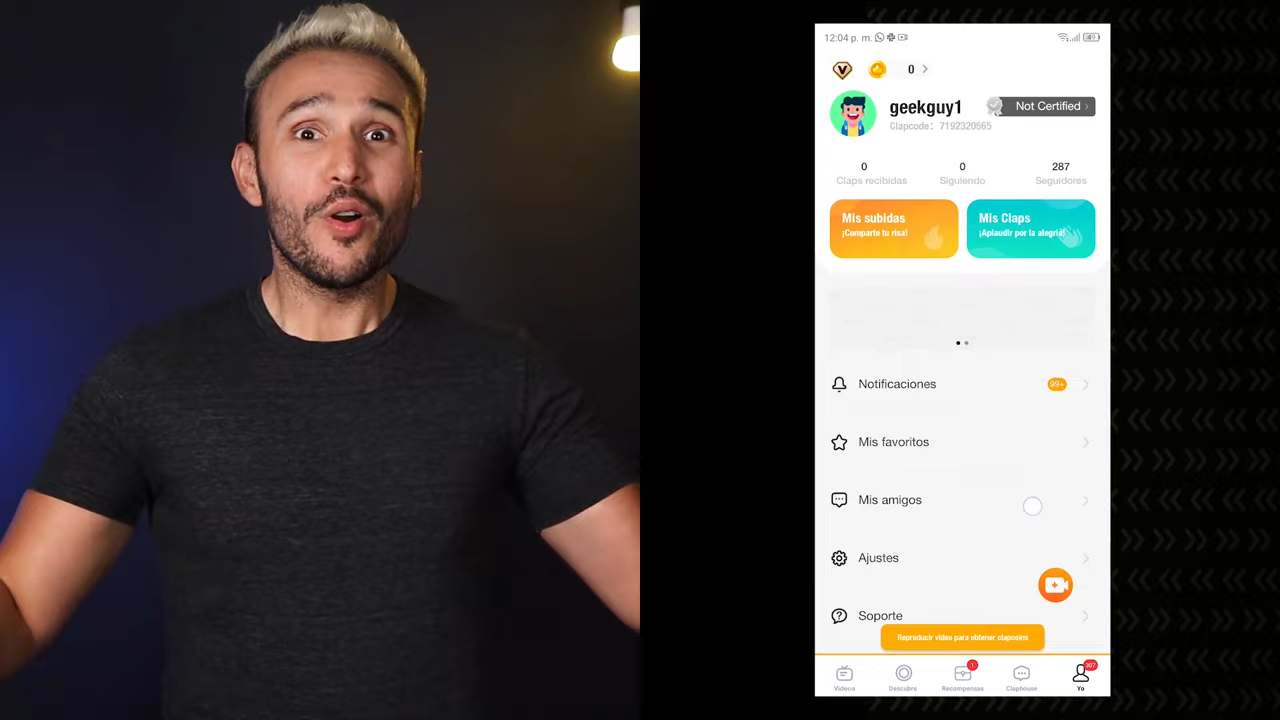 12:04 p. m.
V
0
geekguy1
Not Certified
Clapcode: 7192320565
0
0
287
Claps recibidas
Siguiendo
Seguidores
Mis subidas
¡Comparte tu risa!
Mis Claps
¡Aplaudir por la alegría!
Notificaciones
99+
Mis favoritos
Mis amigos
Ajustes
Soporte
Reproducir video para obtener clapcoins
1
307
Videos
Descubre
Recompensas
Claphouse
Yo